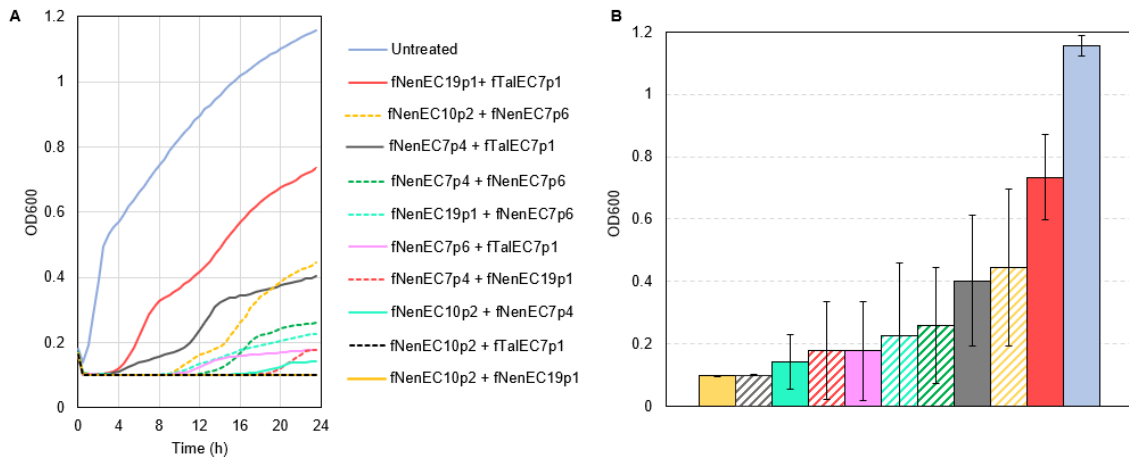 A
1.2
1
0.8
0.6
0.4
0.2
0
OD600
0 4 8 12 16 20 24
Time (h)
Untreated
fNenEC19p1+ fTalEC7p1
fNenEC10p2 + fNenEC7p6
fNenEC7p4 + fTalEC7p1
fNenEC7p4 + fNenEC7p6
fNenEC19p1 + fNenEC7p6
fNenEC7p6 + fTalEC7p1
fNenEC7p4 + fNenEC19p1
fNenEC10p2 + fNenEC7p4
fNenEC10p2 + fTalEC7p1
fNenEC10p2 + fNenEC19p1
B
1.2
1
0.8
0.6
0.4
0.2
0
OD600